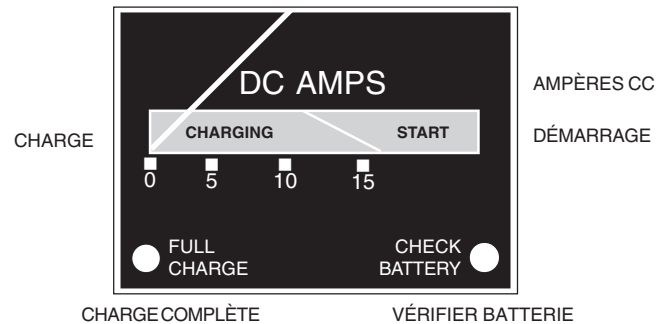 DC AMPS
AMPÈRES CC
CHARGE
CHARGING
START
DÉMARRAGE
0 5 10 15
FULL
CHARGE
CHECK
BATTERY
CHARGE COMPLÈTE
VÉRIFIER BATTERIE